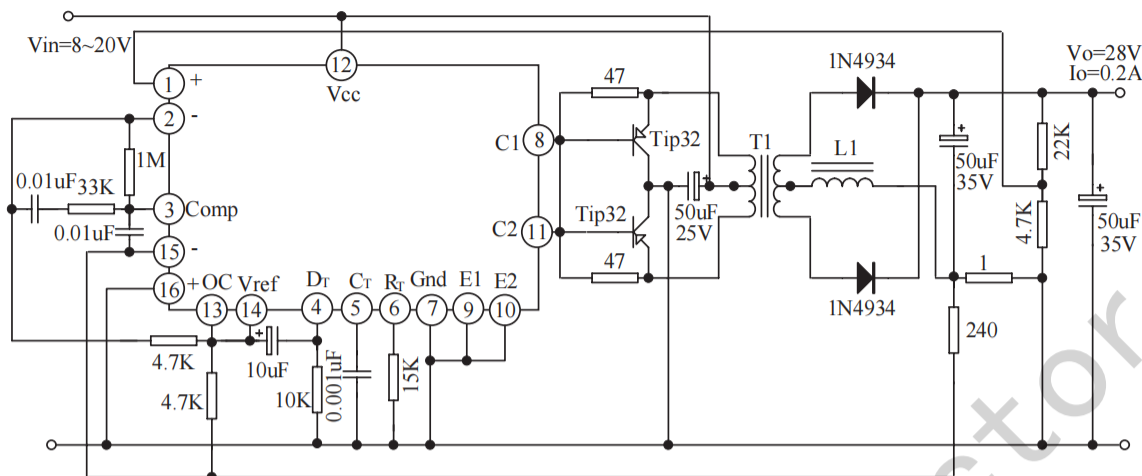 Vin=8~20V
12
Vcc
1
+
2
-
1M
0.01uF
33K
3
Comp
0.01uF
15
-
16
+
OC
Vref
DT
CT
RT
Gnd
E1
E2
13
14
4
5
6
7
9
10
4.7K
4.7K
+
10uF
10K
0.001uF
15K
C1
8
C2
11
47
Tip32
Tip32
47
+
50uF
25V
T1
1N4934
L1
1N4934
Vo=28V
Io=0.2A
+
50uF
35V
22K
4.7K
+
50uF
35V
1
240